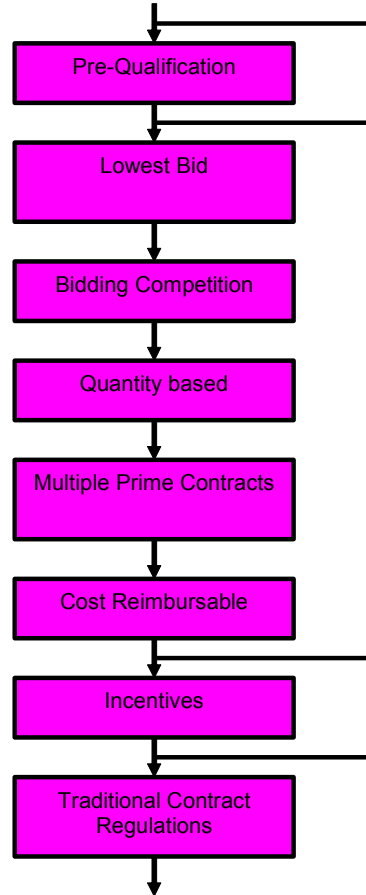 Pre-Qualification
Lowest Bid
Bidding Competition
Quantity based
Multiple Prime Contracts
Cost Reimbursable
Incentives
Traditional Contract
Regulations